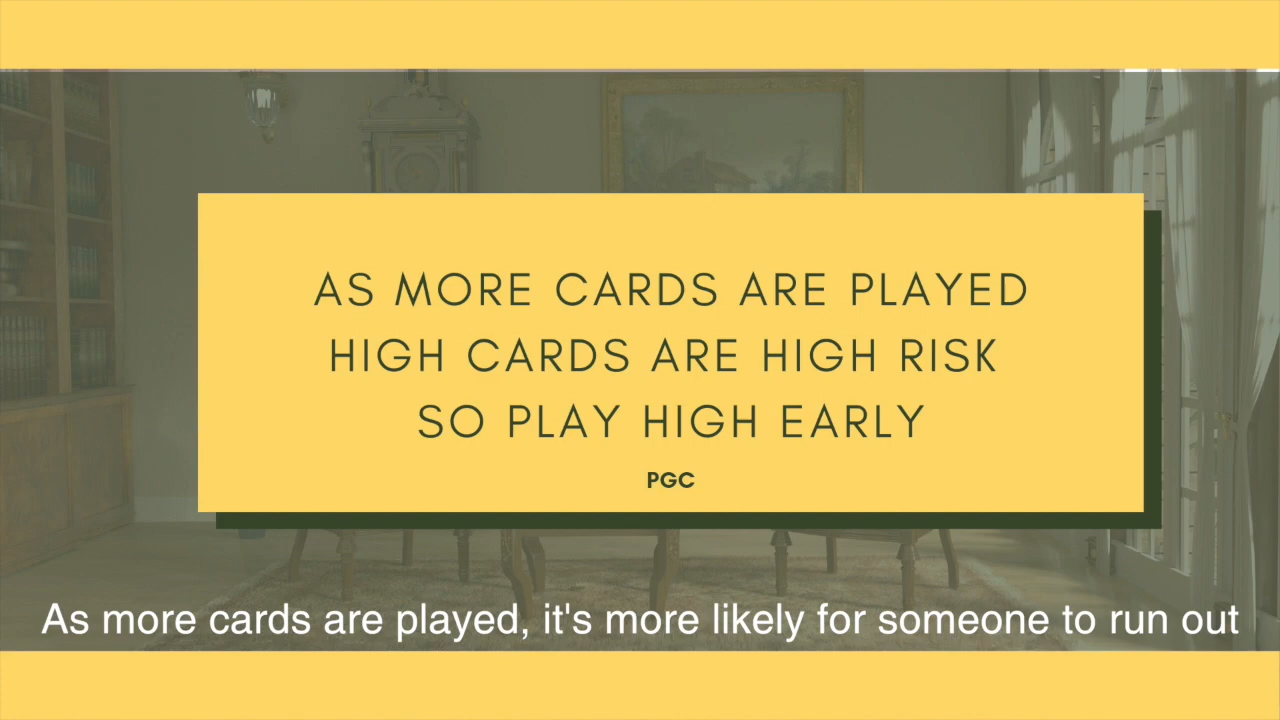 AS MORE CARDS ARE PLAYED
HIGH CARDS ARE HIGH RISK
SO PLAY HIGH EARLY
PGC
As more cards are played, it's more likely for someone to run out